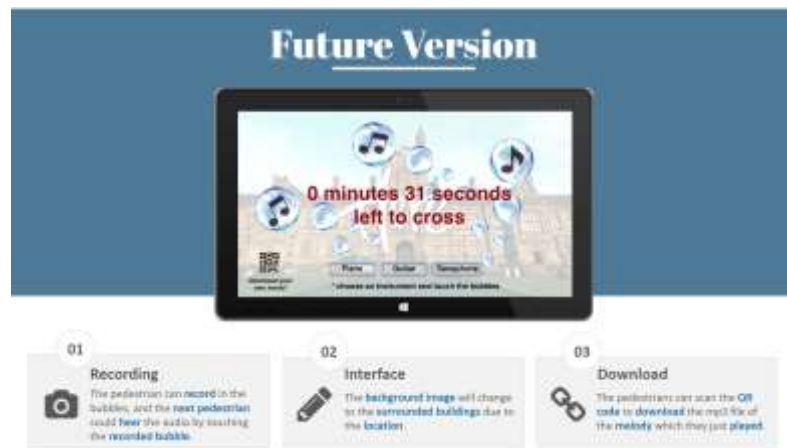 Future Version
0 minutes 31 seconds
left to cross
Piano Guitar Saxophone
* choose an instrument and touch the bubbles
01
Recording
The pedestrian can record in the
bubbles, and the next pedestrian
could hear the audio by touching
the recorded bubble.
02
Interface
The background image will change
to the surrounded buildings due to
the location.
03
Download
The pedestrians can scan the QR
code to download the mp3 file of
the melody which they just played.